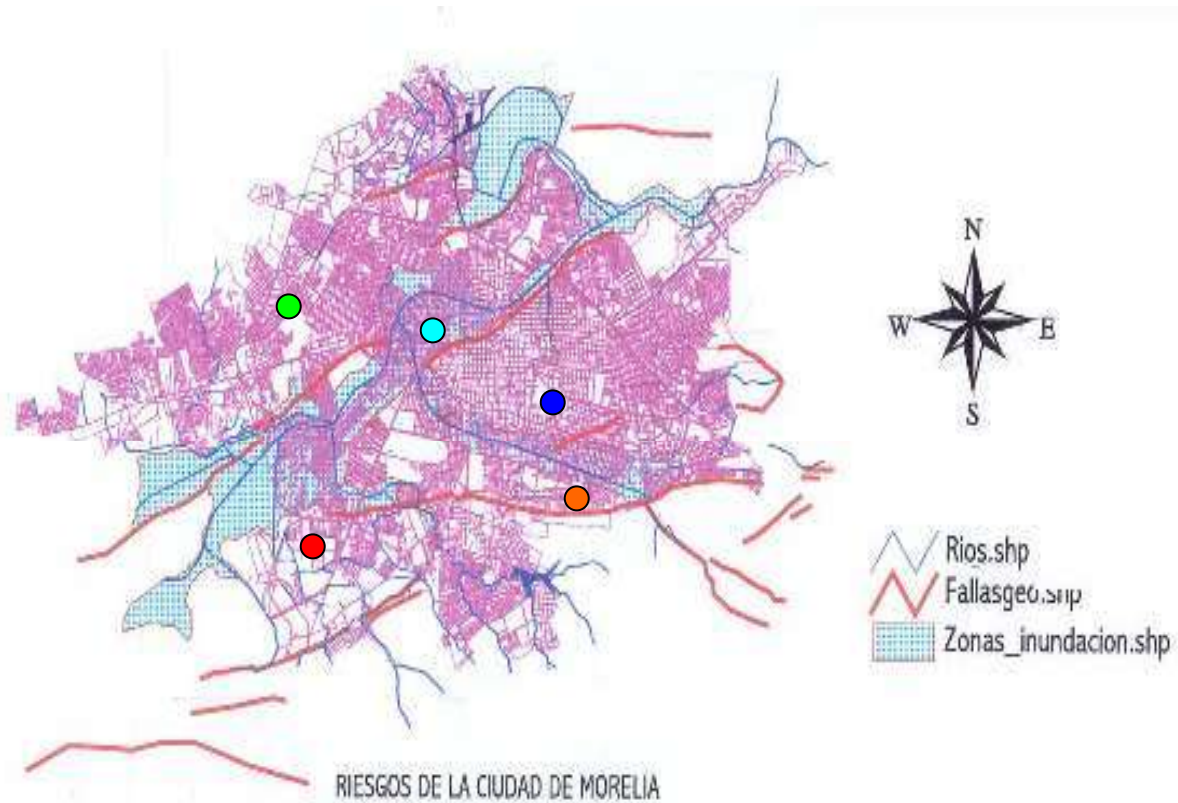 N
W E
S
Rios.shp
Fallasgeo.shp
Zonas_inundacion.shp
RIESGOS DE LA CIUDAD DE MORELIA